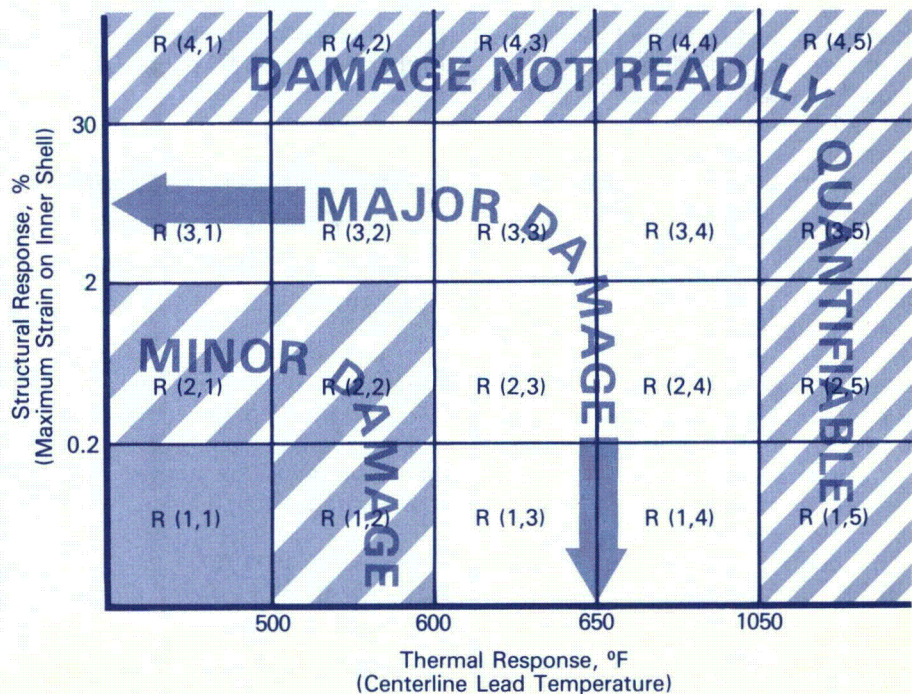 R (4,1) R (4,2) R (4,3) R (4,4) R (4,5)
DAMAGE NOT READILY QUANTIFIABLE
30
MAJOR DAMAGE
R (3,1) R (3,2) R (3,3) R (3,4) R (3,5)
2
MINOR DAMAGE
R (2,1) R (2,2) R (2,3) R (2,4) R (2,5)
0.2
R (1,1) R (1,2) R (1,3) R (1,4) R (1,5)
Structural Response, %
(Maximum Strain on Inner Shell)
500 600 650 1050
Thermal Response, ºF
(Centerline Lead Temperature)